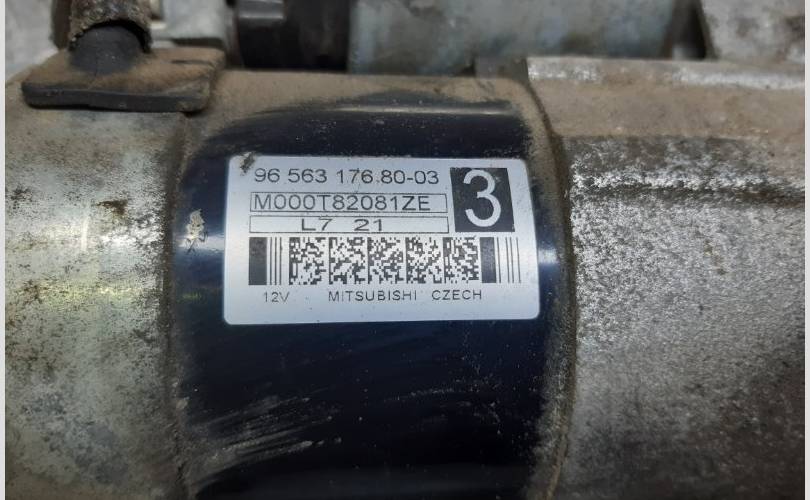 96 563 176.80-03
3
M000T82081ZE
L7 21
12V MITSUBISHI CZECH